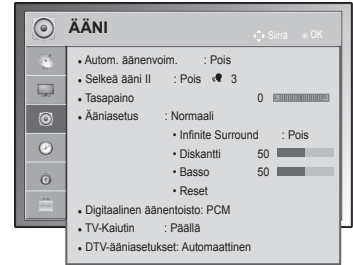 ÄÄNI
Siirrä OK
• Autom. äänenvoim. : Pois
• Selkeä ääni II : Pois 3
• Tasapaino 0
• Ääniasetus : Normaali
• Infinite Surround : Pois
• Diskantti 50
• Basso 50
• Reset
• Digitaalinen äänentoisto: PCM
• TV-Kaiutin : Päällä
• DTV-ääniasetukset: Automaattinen